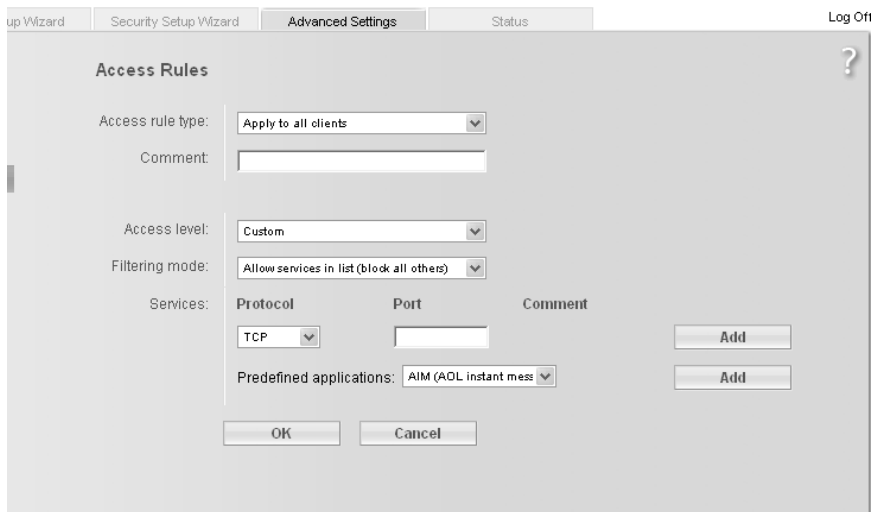 up Wizard Security Setup Wizard Advanced Settings Status Log Off
Access Rules ?
Access rule type: Apply to all clients
Comment:
Access level: Custom
Filtering mode: Allow services in list (block all others)
Services: Protocol Port Comment
TCP Add
Predefined applications: AIM (AOL instant mess Add
OK Cancel